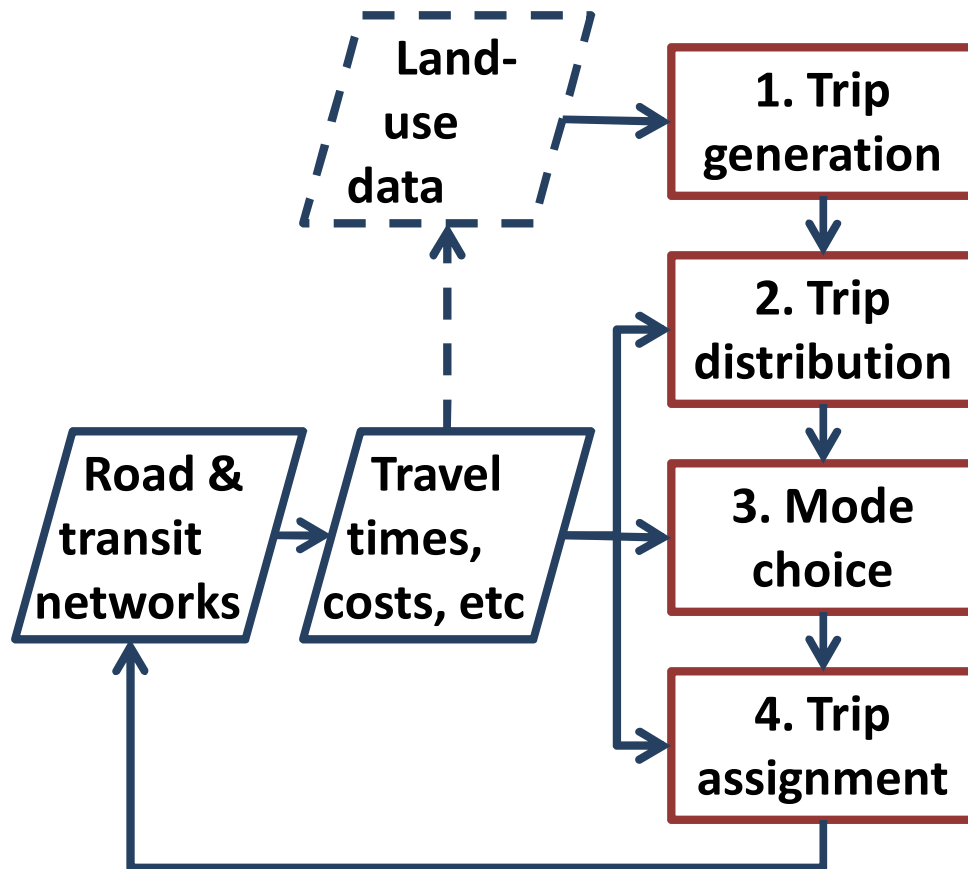 Land-
use
data
1. Trip
generation
2. Trip
distribution
Road &
transit
networks
Travel
times,
costs, etc
3. Mode
choice
4. Trip
assignment